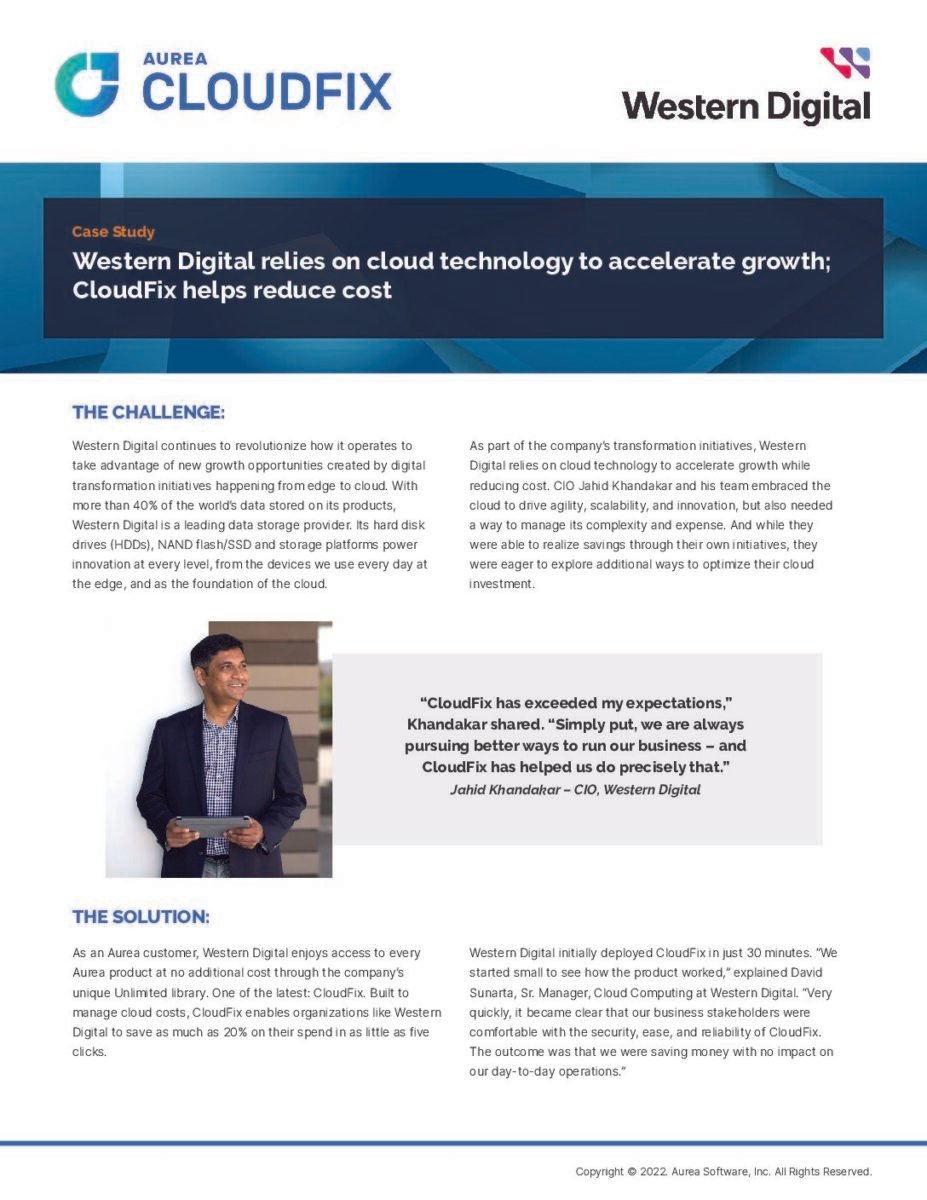 AUREA
CLOUDFIX
Western Digital
Case Study
Western Digital relies on cloud technology to accelerate growth;
CloudFix helps reduce cost
THE CHALLENGE:
Western Digital continues to revolutionize how it operates to
take advantage of new growth opportunities created by digital
transformation initiatives happening from edge to cloud. With
more than 40% of the world's data stored on its products,
Western Digital is a leading data storage provider. Its hard disk
drives (HDDs), NAND flash/SSD and storage platforms power
innovation at every level, from the devices we use every day at
the edge, and as the foundation of the cloud.
As part of the company's transformation initiatives, Western
Digital relies on cloud technology to accelerate growth while
reducing cost. CIO Jahid Khandakar and his team embraced the
cloud to drive agility, scalability, and innovation, but also needed
a way to manage its complexity and expense. And while they
were able to realize savings through their own initiatives, they
were eager to explore additional ways to optimize their cloud
investment.
“CloudFix has exceeded my expectations,”
Khandakar shared. “Simply put, we are always
pursuing better ways to run our business – and
CloudFix has helped us do precisely that.”
Jahid Khandakar – CIO, Western Digital
THE SOLUTION:
As an Aurea customer, Western Digital enjoys access to every
Aurea product at no additional cost through the company's
unique Unlimited library. One of the latest: CloudFix. Built to
manage cloud costs, CloudFix enables organizations like Western
Digital to save as much as 20% on their spend in as little as five
clicks.
Western Digital initially deployed CloudFix in just 30 minutes. “We
started small to see how the product worked,” explained David
Sunarta, Sr. Manager, Cloud Computing at Western Digital. “Very
quickly, it became clear that our business stakeholders were
comfortable with the security, ease, and reliability of CloudFix.
The outcome was that we were saving money with no impact on
our day-to-day operations.”
Copyright © 2022. Aurea Software, Inc. All Rights Reserved.